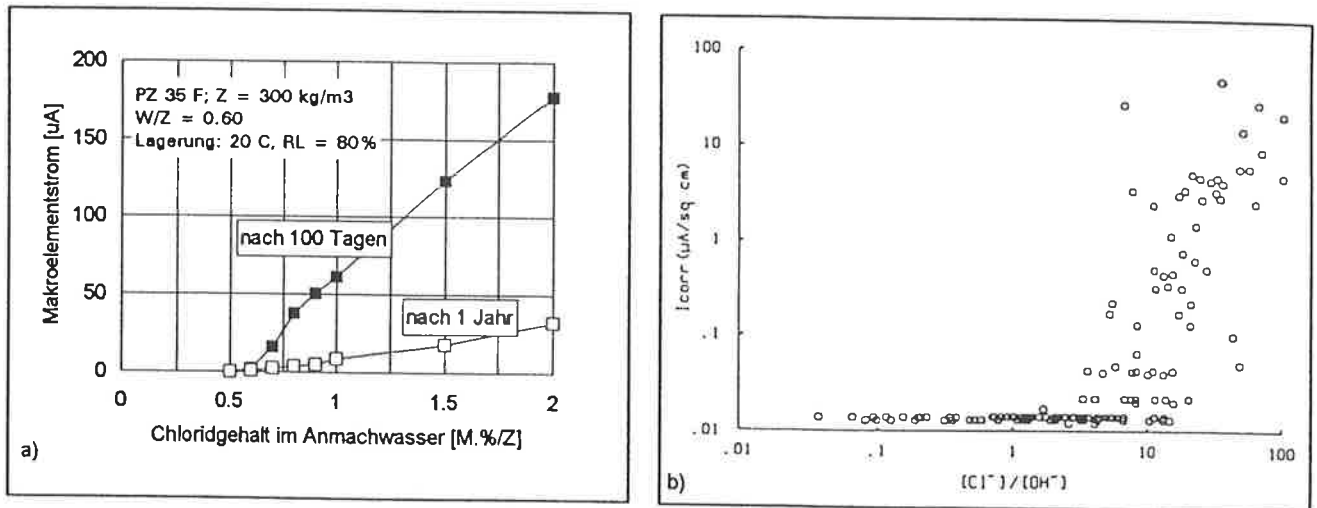 200
150
100
50
0
Makroelementstrom [uA]
PZ 35 F; Z = 300 kg/m3
W/Z = 0.60
Lagerung: 20 C, RL = 80%
nach 100 Tagen
nach 1 Jahr
0 0.5 1 1.5 2
Chloridgehalt im Anmachwasser [M.%/Z]
a)
100
10
1
.1
.01
Icorr (µA/sq.cm)
.01 .1 1 10 100
[Cl⁻]/[OH⁻]
b)